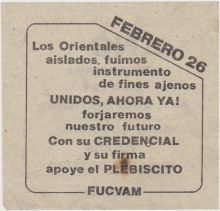 FEBRERO 26
Los Orientales
aislados, fuimos
instrumento
de fines ajenos
UNIDOS, AHORA YA!
forjaremos
nuestro futuro
Con su CREDENCIAL
y su firma
apoye el PLEBISCITO
FUCVAM